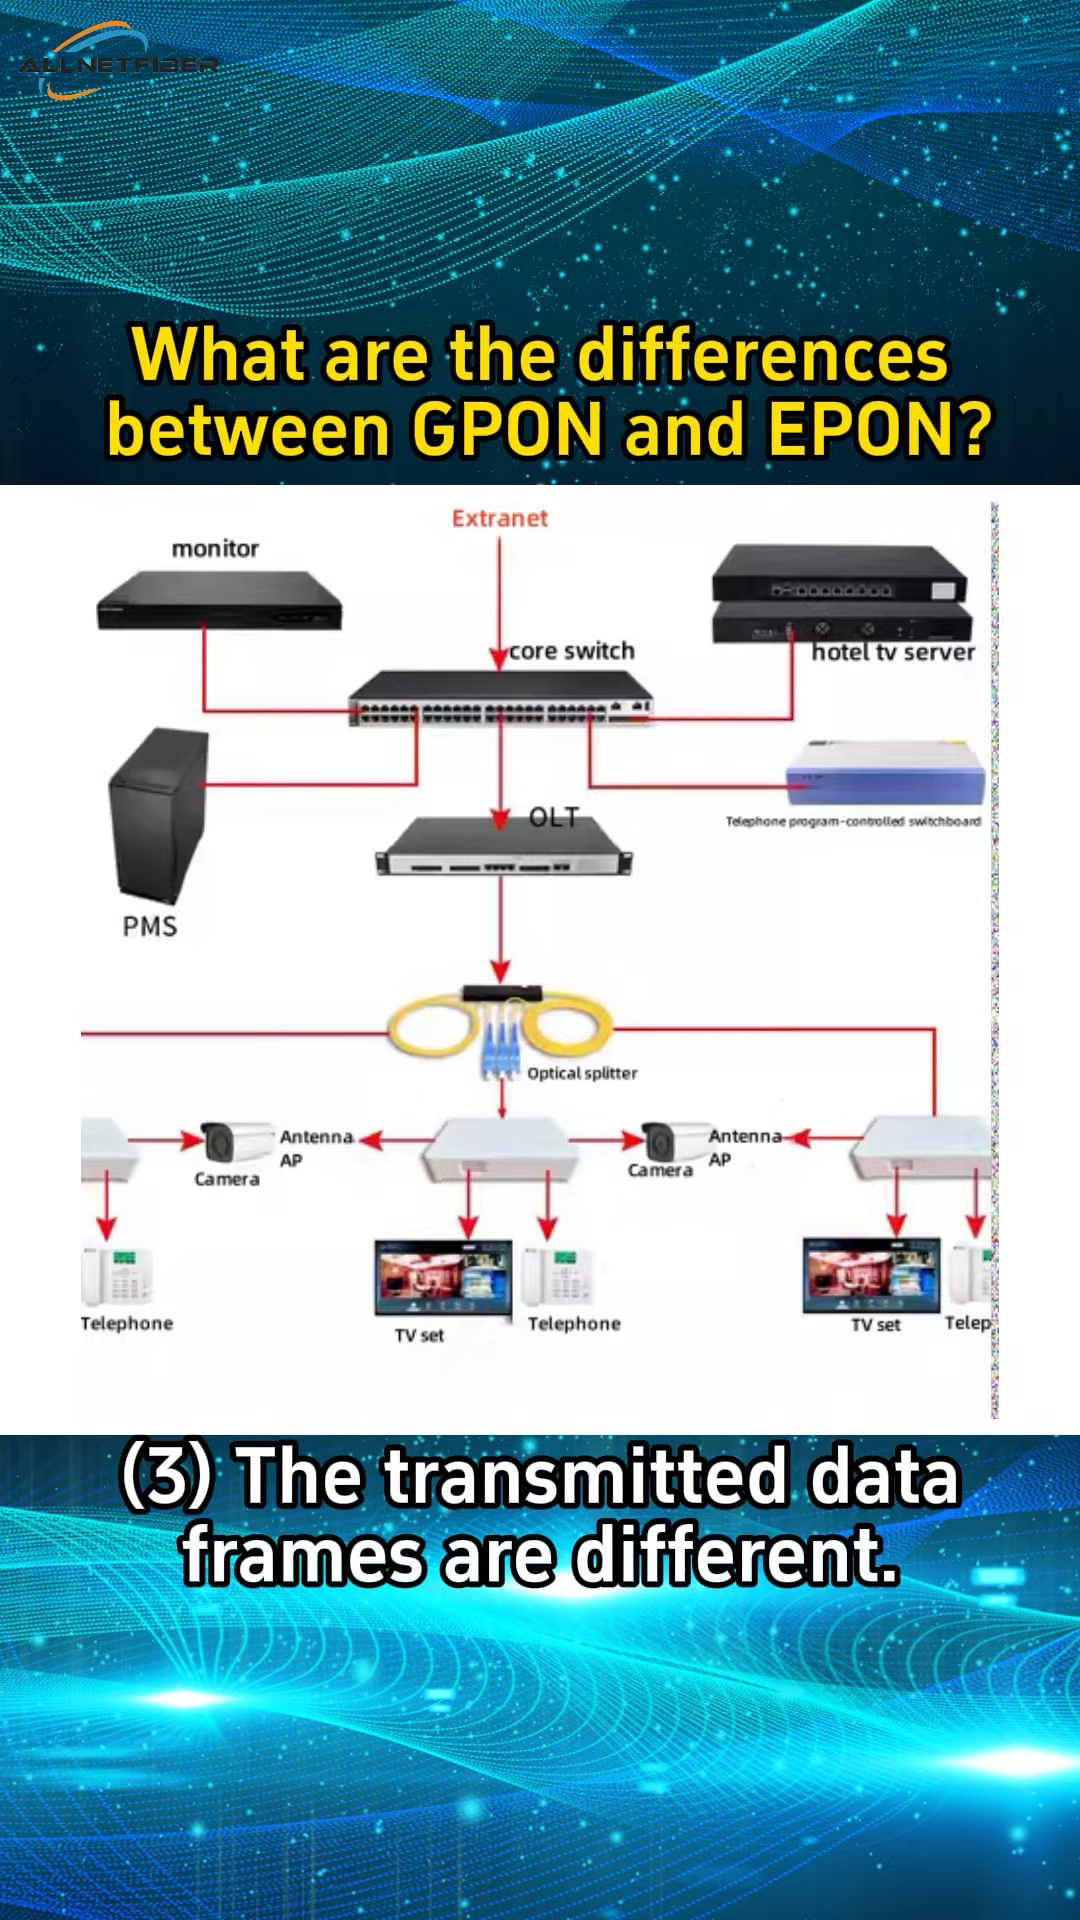 ALLNETFIBER
What are the differences
between GPON and EPON?
Extranet
monitor
core switch
hotel tv server
OLT
Telephone program-controlled switchboard
PMS
Optical splitter
Camera
Antenna
AP
Camera
Antenna
AP
Telephone
TV set
Telephone
TV set
Telep
(3) The transmitted data
frames are different.